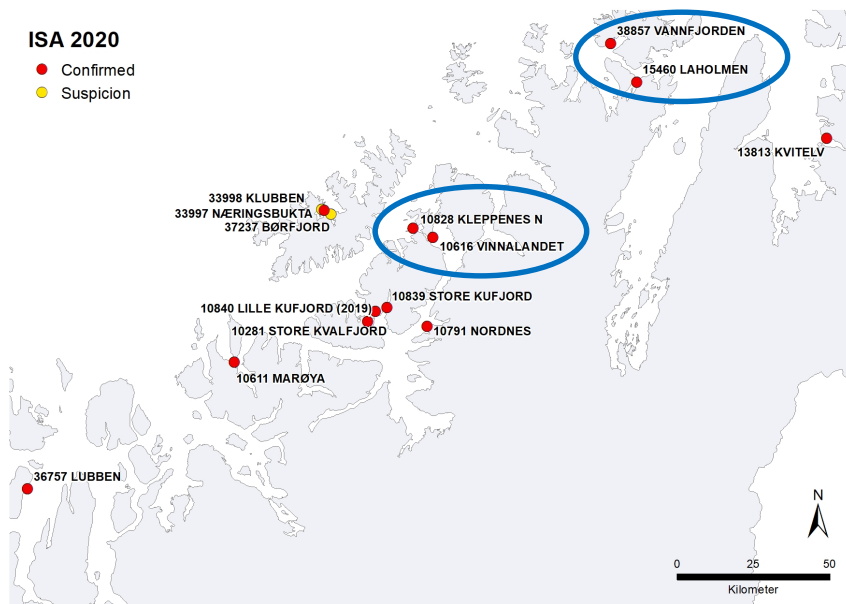 ISA 2020
Confirmed
Suspicion
38857 VANNFJORDEN
15460 LAHOLMEN
13813 KVITELV
33998 KLUBBEN
33997 NÆRINGSBUKTA
37237 BØRFJORD
10828 KLEPPENES N
10616 VINNALANDET
10839 STORE KUFJORD
10840 LILLE KUFJORD (2019)
10281 STORE KVALFJORD
10791 NORDNES
10611 MARØYA
36757 LUBBEN
N
0 25 50
Kilometer